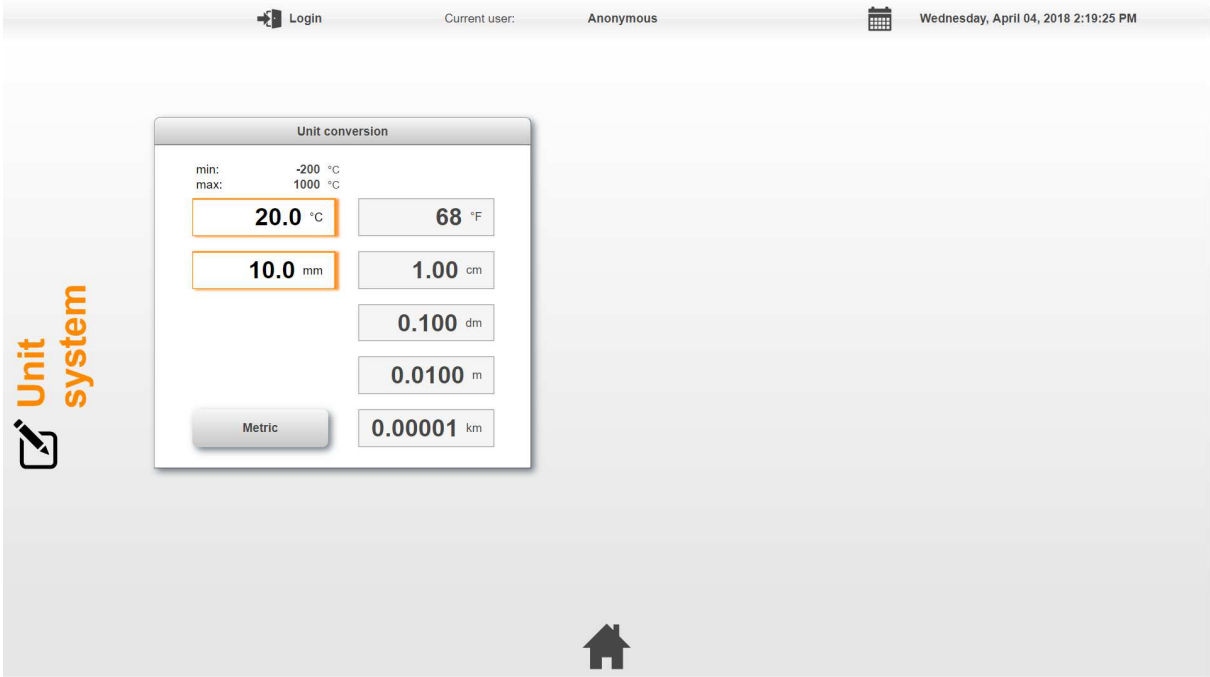 Login Current user: Anonymous Wednesday, April 04, 2018 2:19:25 PM
Unit conversion
min: -200 °C
max: 1000 °C
20.0 °C 68 °F
10.0 mm 1.00 cm
0.100 dm
0.0100 m
Metric 0.00001 km
Unit
system